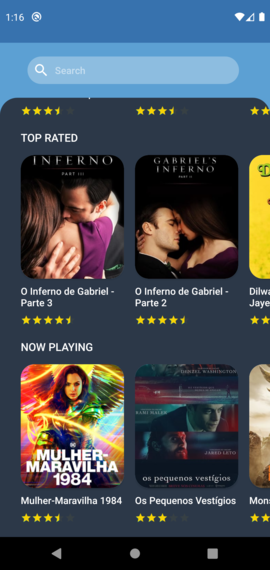 1:16
Search
TOP RATED
INFERNO
PART III
GABRIEL'S
INFERNO
PART II
O Inferno de Gabriel -
Parte 3
O Inferno de Gabriel -
Parte 2
Dilwa
Jaye
NOW PLAYING
MULHER-
MARAVILHA
1984
DENZEL WASHINGTON
RAMI MALEK
JARED LETO
os pequenos vestígios
Mulher-Maravilha 1984
Os Pequenos Vestígios
Mons